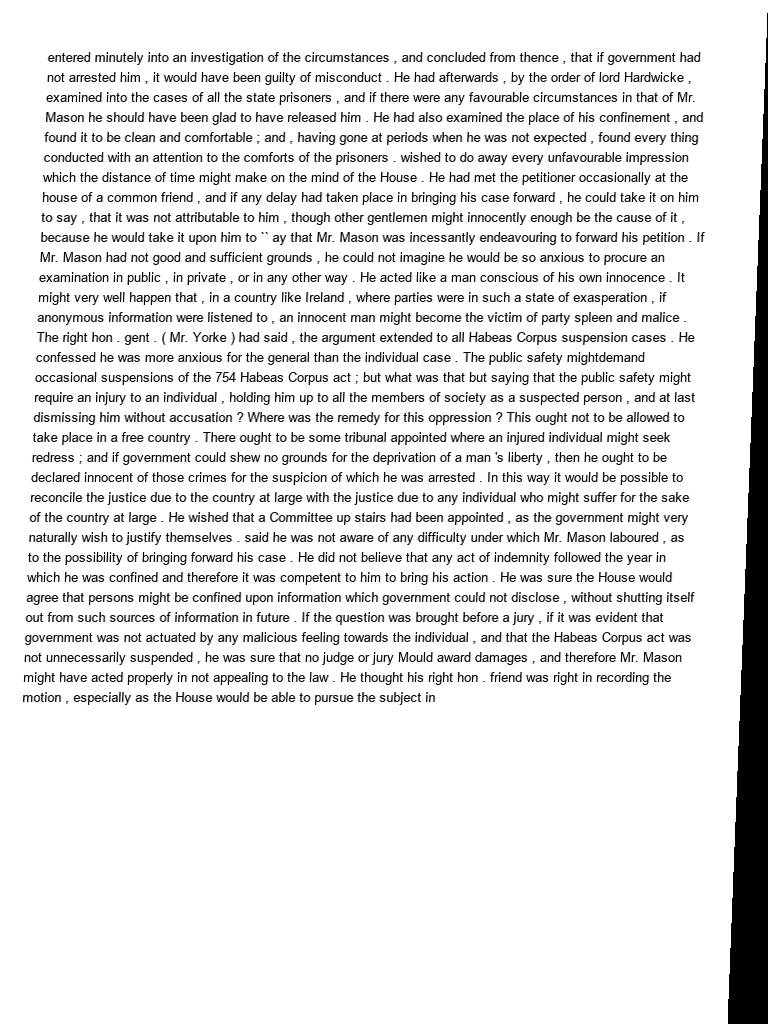 entered minutely into an investigation of the circumstances , and concluded from thence , that if government had
not arrested him , it would have been guilty of misconduct . He had afterwards , by the order of lord Hardwicke ,
examined into the cases of all the state prisoners , and if there were any favourable circumstances in that of Mr.
Mason he should have been glad to have released him . He had also examined the place of his confinement , and
found it to be clean and comfortable ; and , having gone at periods when he was not expected , found every thing
conducted with an attention to the comforts of the prisoners . wished to do away every unfavourable impression
which the distance of time might make on the mind of the House . He had met the petitioner occasionally at the
house of a common friend , and if any delay had taken place in bringing his case forward , he could take it on him
to say , that it was not attributable to him , though other gentlemen might innocently enough be the cause of it ,
because he would take it upon him to `` ay that Mr. Mason was incessantly endeavouring to forward his petition . If
Mr. Mason had not good and sufficient grounds , he could not imagine he would be so anxious to procure an
examination in public , in private , or in any other way . He acted like a man conscious of his own innocence . It
might very well happen that , in a country like Ireland , where parties were in such a state of exasperation , if
anonymous information were listened to , an innocent man might become the victim of party spleen and malice .
The right hon . gent . ( Mr. Yorke ) had said , the argument extended to all Habeas Corpus suspension cases . He
confessed he was more anxious for the general than the individual case . The public safety mightdemand
occasional suspensions of the 754 Habeas Corpus act ; but what was that but saying that the public safety might
require an injury to an individual , holding him up to all the members of society as a suspected person , and at last
dismissing him without accusation ? Where was the remedy for this oppression ? This ought not to be allowed to
take place in a free country . There ought to be some tribunal appointed where an injured individual might seek
redress ; and if government could shew no grounds for the deprivation of a man 's liberty , then he ought to be
declared innocent of those crimes for the suspicion of which he was arrested . In this way it would be possible to
reconcile the justice due to the country at large with the justice due to any individual who might suffer for the sake
of the country at large . He wished that a Committee up stairs had been appointed , as the government might very
naturally wish to justify themselves . said he was not aware of any difficulty under which Mr. Mason laboured , as
to the possibility of bringing forward his case . He did not believe that any act of indemnity followed the year in
which he was confined and therefore it was competent to him to bring his action . He was sure the House would
agree that persons might be confined upon information which government could not disclose , without shutting itself
out from such sources of information in future . If the question was brought before a jury , if it was evident that
government was not actuated by any malicious feeling towards the individual , and that the Habeas Corpus act was
not unnecessarily suspended , he was sure that no judge or jury Mould award damages , and therefore Mr. Mason
might have acted properly in not appealing to the law . He thought his right hon . friend was right in recording the
motion , especially as the House would be able to pursue the subject in